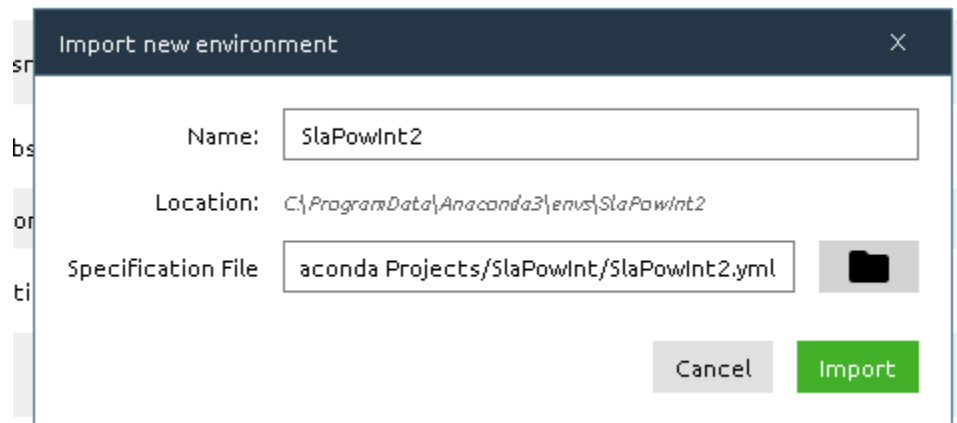 Import new environment X
Name: SlaPowInt2
Location: C:\ProgramData\Anaconda3\envs\SlaPowInt2
Specification File aconda Projects/SlaPowInt/SlaPowInt2.yml
Cancel Import